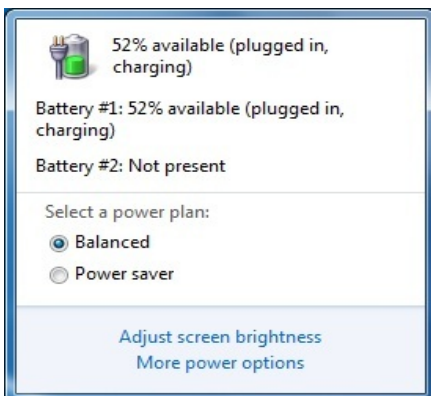 52% available (plugged in,
charging)
Battery #1: 52% available (plugged in,
charging)
Battery #2: Not present
Select a power plan:
Balanced
Power saver
Adjust screen brightness
More power options